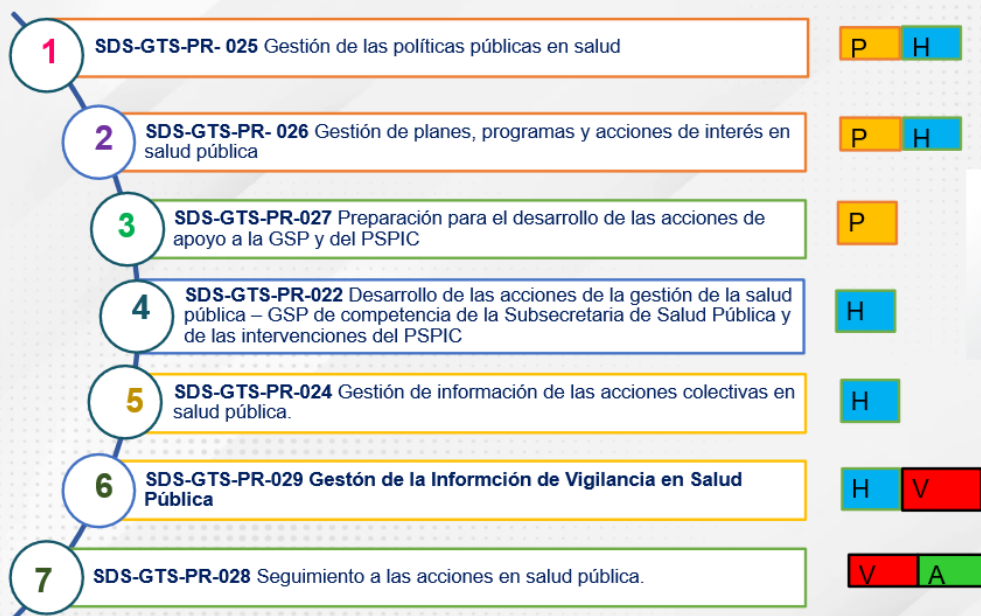 1
SDS-GTS-PR- 025 Gestión de las políticas públicas en salud
P H
2
SDS-GTS-PR- 026 Gestión de planes, programas y acciones de interés en
salud pública
P H
3
SDS-GTS-PR-027 Preparación para el desarrollo de las acciones de
apoyo a la GSP y del PSPIC
P
4
SDS-GTS-PR-022 Desarrollo de las acciones de la gestión de la salud
pública – GSP de competencia de la Subsecretaria de Salud Pública y
de las intervenciones del PSPIC
H
5
SDS-GTS-PR-024 Gestión de información de las acciones colectivas en
salud pública.
H
6
SDS-GTS-PR-029 Gestón de la Informción de Vigilancia en Salud
Pública
H V
7
SDS-GTS-PR-028 Seguimiento a las acciones en salud pública.
V A